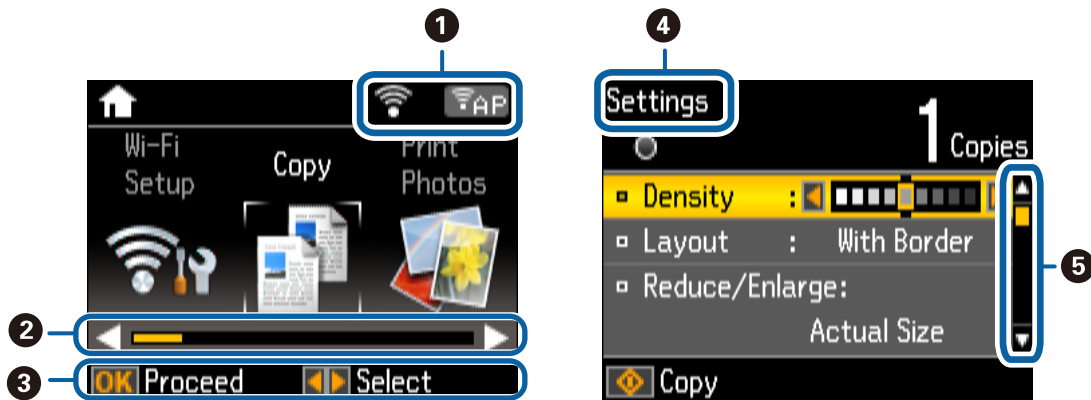 1
4
AP
Settings
1 Copies
Wi-Fi
Setup
Copy
Print
Photos
Density :
Layout : With Border
5
Reduce/Enlarge:
Actual Size
2
3
OK Proceed
Select
Copy